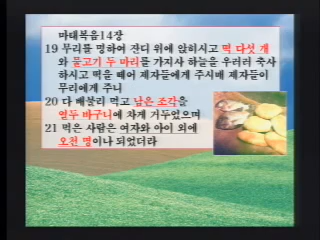 마태복음14장
19 무리를 명하여 잔디 위에 앉히시고 떡 다섯 개
와 물고기 두 마리를 가지사 하늘을 우러러 축사
하시고 떡을 떼어 제자들에게 주시매 제자들이
무리에게 주니
20 다 배불리 먹고 남은 조각을
열두 바구니에 차게 거두었으며
21 먹은 사람은 여자와 아이 외에
오천 명이나 되었더라